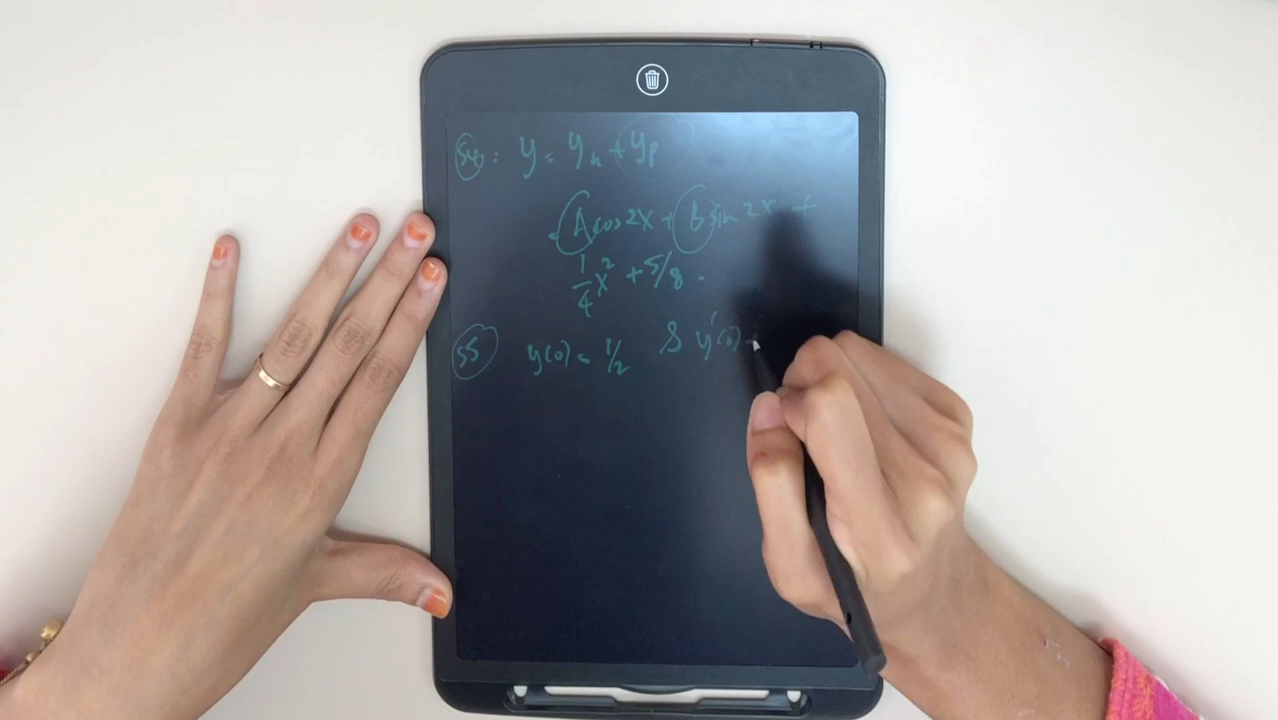 S4 : y = yh + yp
= A cos 2x + B sin 2x +
1/4 x² + 5/8 .
S5 y(0) = 1/2 & y'(0) =